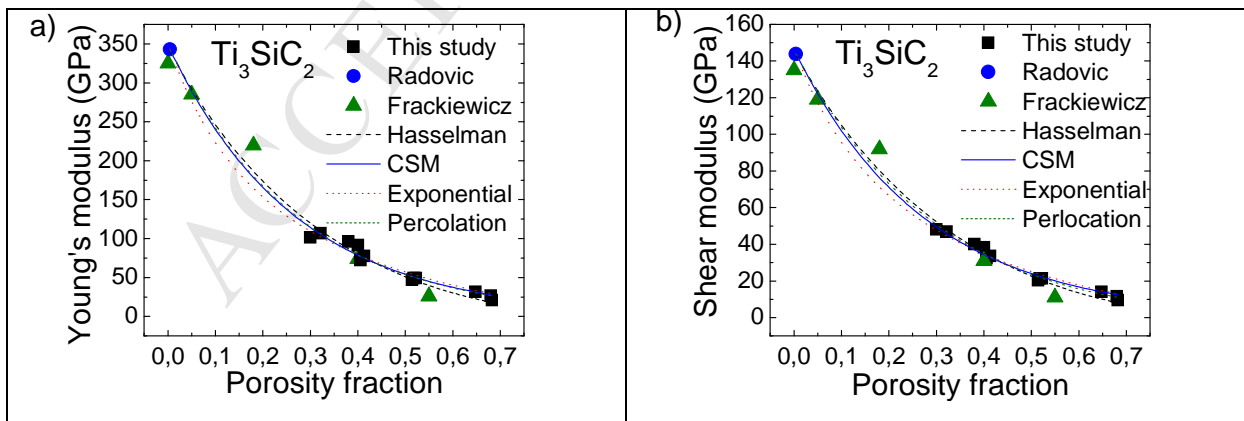 a)
Ti3SiC2
This study
Radovic
Frackiewicz
Hasselman
CSM
Exponential
Percolation
Young's modulus (GPa)
350
300
250
200
150
100
50
0
0,0 0,1 0,2 0,3 0,4 0,5 0,6 0,7
Porosity fraction
b)
Ti3SiC2
This study
Radovic
Frackiewicz
Hasselman
CSM
Exponential
Perlocation
Shear modulus (GPa)
160
140
120
100
80
60
40
20
0
0,0 0,1 0,2 0,3 0,4 0,5 0,6 0,7
Porosity fraction
ACCE